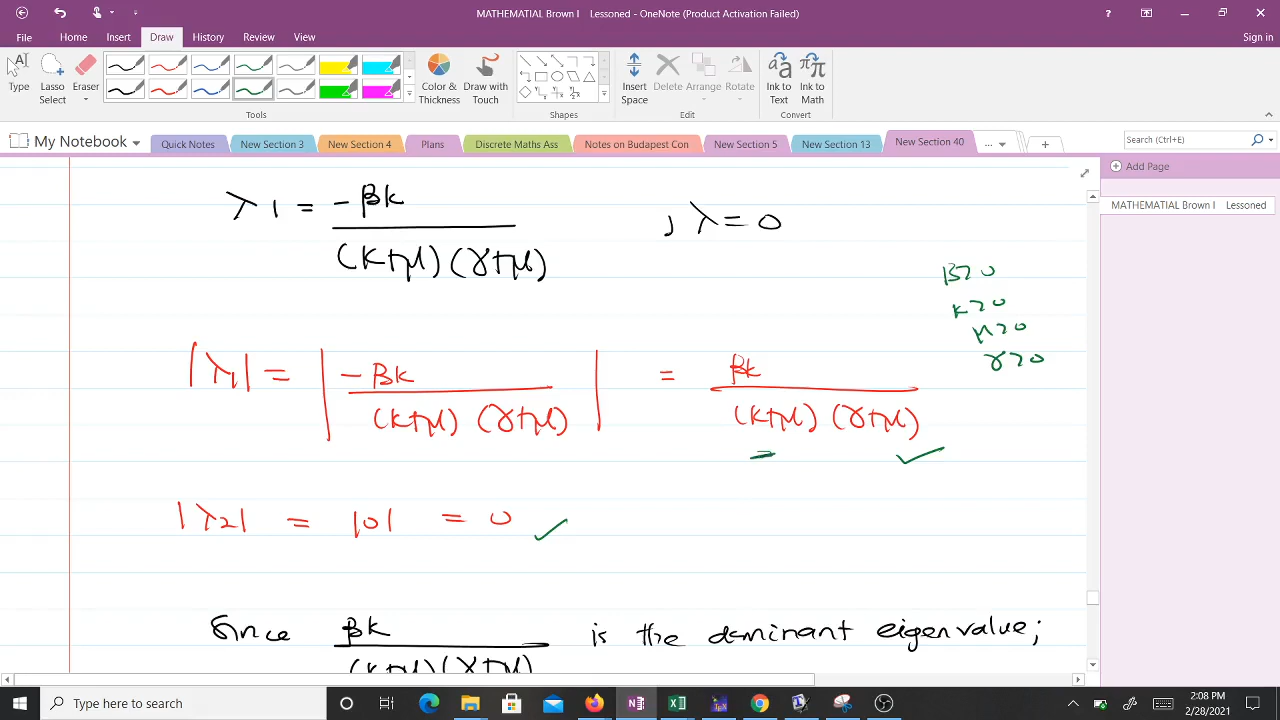 MATHEMATIAL Brown I Lessoned - OneNote (Product Activation Failed)
File Home Insert Draw History Review View Sign in
Type Lasso Select Eraser Color & Thickness Draw with Touch Insert Space Delete Arrange Rotate Ink to Text Ink to Math
Tools Shapes Edit Convert
My Notebook Quick Notes New Section 3 New Section 4 Plans Discrete Maths Ass Notes on Budapest Con New Section 5 New Section 13 New Section 40 ... + Search (Ctrl+E)
Add Page
MATHEMATIAL Brown I Lessoned
λ1 = -βk / (k+μ)(γ+μ) ; λ = 0
β>0
k>0
μ>0
γ>0
|λ1| = | -βk / (k+μ)(γ+μ) | = βk / (k+μ)(γ+μ)
|λ2| = |0| = 0
Since βk / (k+μ)(γ+μ) is the dominant eigenvalue;
Type here to search
2:08 PM
2/28/2021